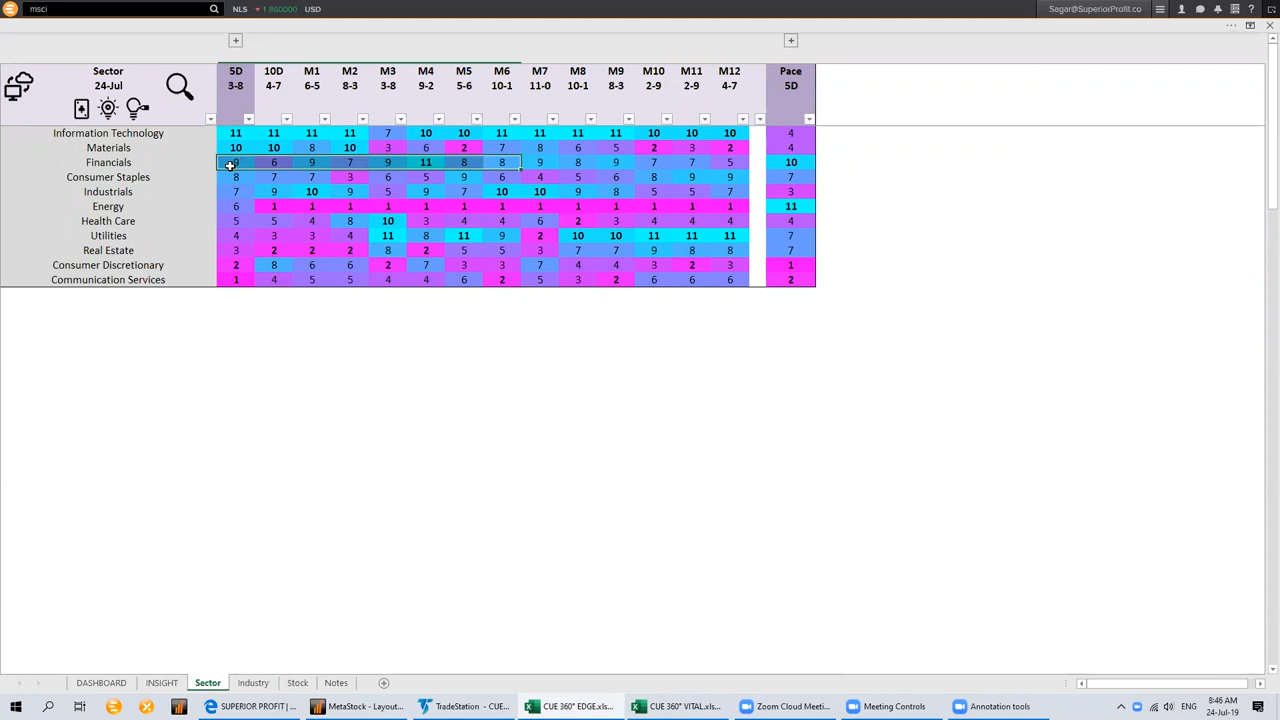 msci NLS 1.860000 USD Sagar@SuperiorProfit.co
Sector 5D 10D M1 M2 M3 M4 M5 M6 M7 M8 M9 M10 M11 M12 Pace
24-Jul 3-8 4-7 6-5 8-3 3-8 9-2 5-6 10-1 11-0 10-1 8-3 2-9 2-9 4-7 5D
Information Technology 11 11 11 11 7 10 10 11 11 11 11 10 10 10 4
Materials 10 10 8 10 3 6 2 7 8 6 5 2 3 2 4
Financials 9 6 9 7 9 11 8 8 9 8 9 7 7 5 10
Consumer Staples 8 7 7 3 6 5 9 6 4 5 6 8 9 9 7
Industrials 7 9 10 9 5 9 7 10 10 9 8 5 5 7 3
Energy 6 1 1 1 1 1 1 1 1 1 1 1 1 1 11
Health Care 5 5 4 8 10 3 4 4 6 2 3 4 4 4 4
Utilities 4 3 3 4 11 8 11 9 2 10 10 11 11 11 7
Real Estate 3 2 2 2 8 2 5 5 3 7 7 9 8 8 7
Consumer Discretionary 2 8 6 6 2 7 3 3 7 4 4 3 2 3 1
Communication Services 1 4 5 5 4 4 6 2 5 3 2 6 6 6 2
DASHBOARD INSIGHT Sector Industry Stock Notes
SUPERIOR PROFIT | ... MetaStock - Layout... TradeStation - CUE... CUE 360° EDGE.xls... CUE 360° VITAL.xls... Zoom Cloud Meeti... Meeting Controls Annotation tools ENG 8:46 AM
24-Jul-19